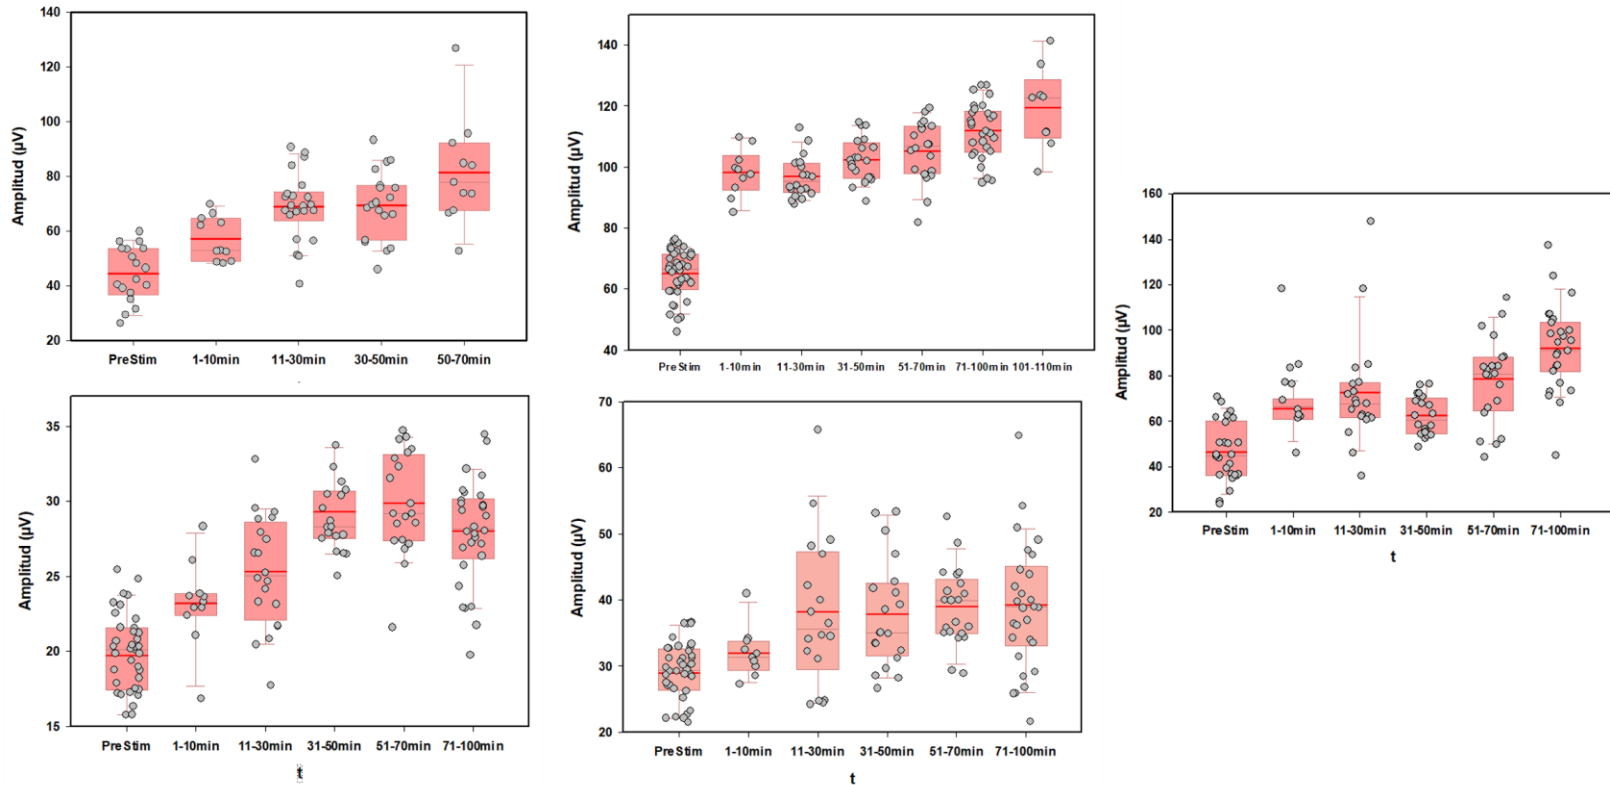 140
120
100
80
60
40
20
Amplitud (µV)
PreStim 1-10min 11-30min 30-50min 50-70min
140
120
100
80
60
40
Amplitud (µV)
PreStim 1-10min 11-30min 31-50min 51-70min 71-100min 101-110min
35
30
25
20
15
Amplitud (µV)
PreStim 1-10min 11-30min 31-50min 51-70min 71-100min
t
70
60
50
40
30
20
Amplitud (µV)
PreStim 1-10min 11-30min 31-50min 51-70min 71-100min
t
160
140
120
100
80
60
40
20
Amplitud (µV)
PreStim 1-10min 11-30min 31-50min 51-70min 71-100min
t